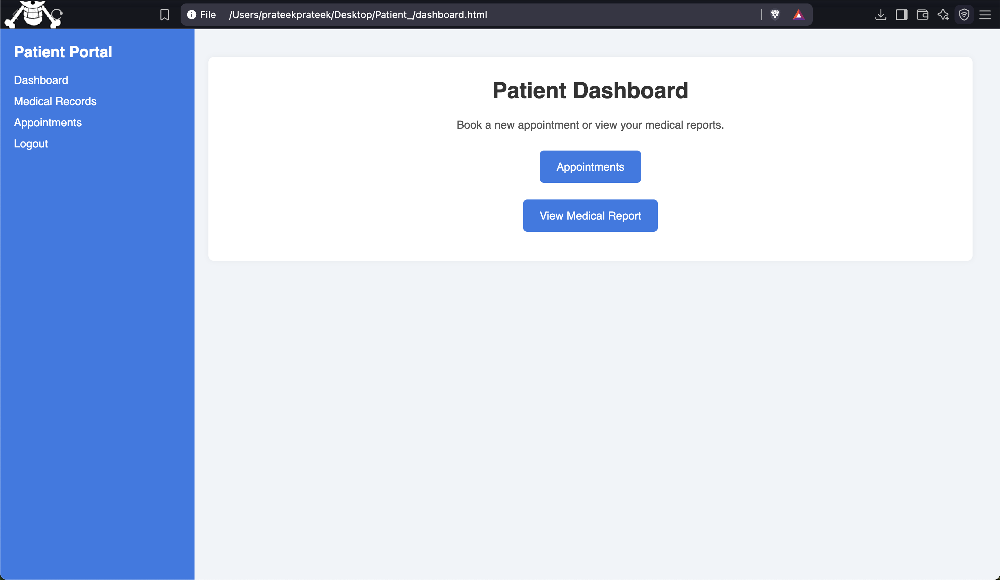 File /Users/prateekprateek/Desktop/Patient_/dashboard.html
Patient Portal
Dashboard
Medical Records
Appointments
Logout
Patient Dashboard
Book a new appointment or view your medical reports.
Appointments
View Medical Report